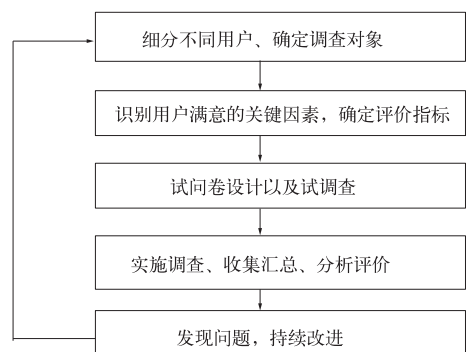 细分不同用户、确定调查对象
识别用户满意的关键因素，确定评价指标
试问卷设计以及试调查
实施调查、收集汇总、分析评价
发现问题，持续改进